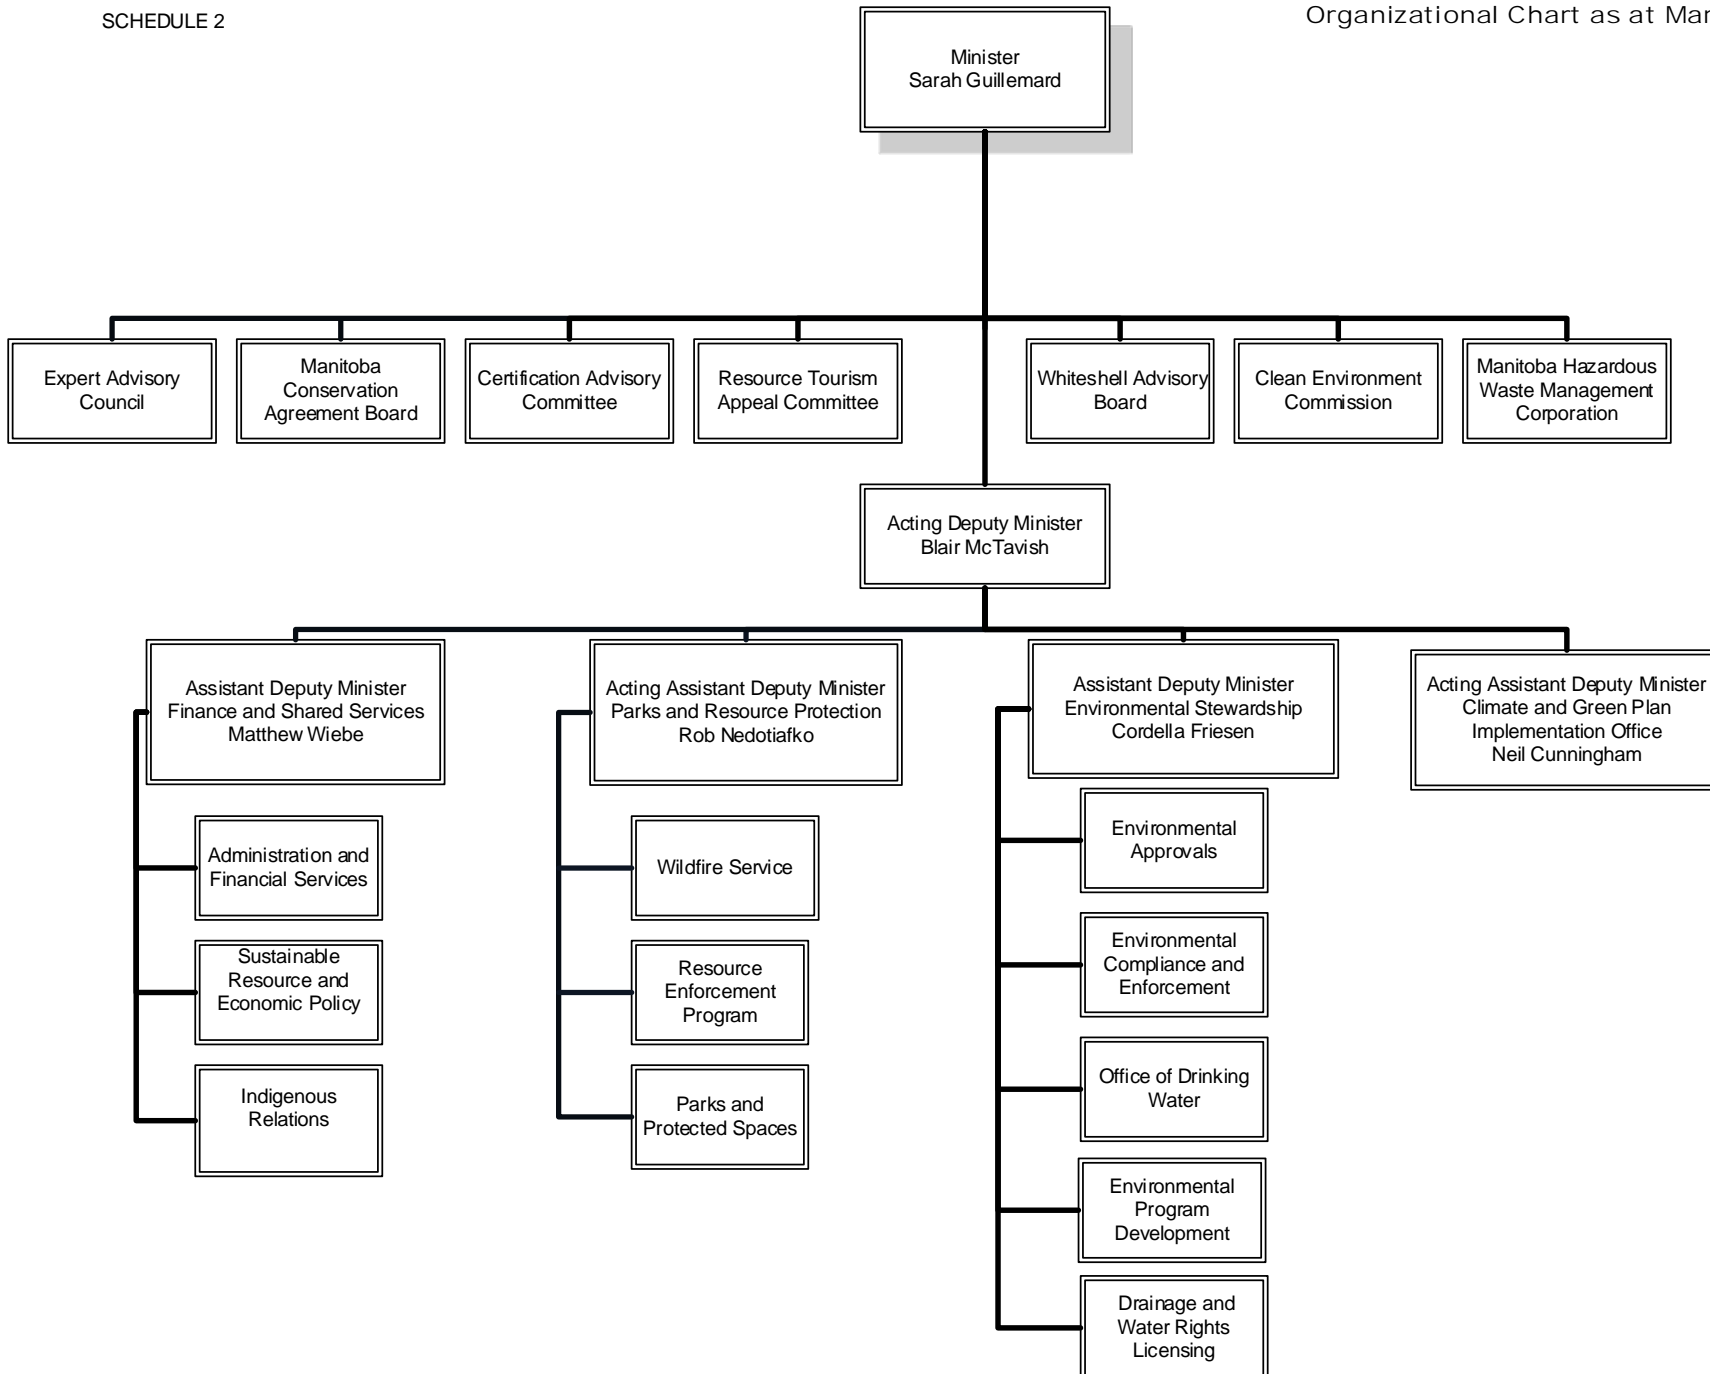 SCHEDULE 2
Organizational Chart as at Mar
Minister
Sarah Guillemard
Expert Advisory
Council
Manitoba
Conservation
Agreement Board
Certification Advisory
Committee
Resource Tourism
Appeal Committee
Whiteshell Advisory
Board
Clean Environment
Commission
Manitoba Hazardous
Waste Management
Corporation
Acting Deputy Minister
Blair McTavish
Assistant Deputy Minister
Finance and Shared Services
Matthew Wiebe
Acting Assistant Deputy Minister
Parks and Resource Protection
Rob Nedotiafko
Assistant Deputy Minister
Environmental Stewardship
Cordella Friesen
Acting Assistant Deputy Minister
Climate and Green Plan
Implementation Office
Neil Cunningham
Administration and
Financial Services
Sustainable
Resource and
Economic Policy
Indigenous
Relations
Wildfire Service
Resource
Enforcement
Program
Parks and
Protected Spaces
Environmental
Approvals
Environmental
Compliance and
Enforcement
Office of Drinking
Water
Environmental
Program
Development
Drainage and
Water Rights
Licensing